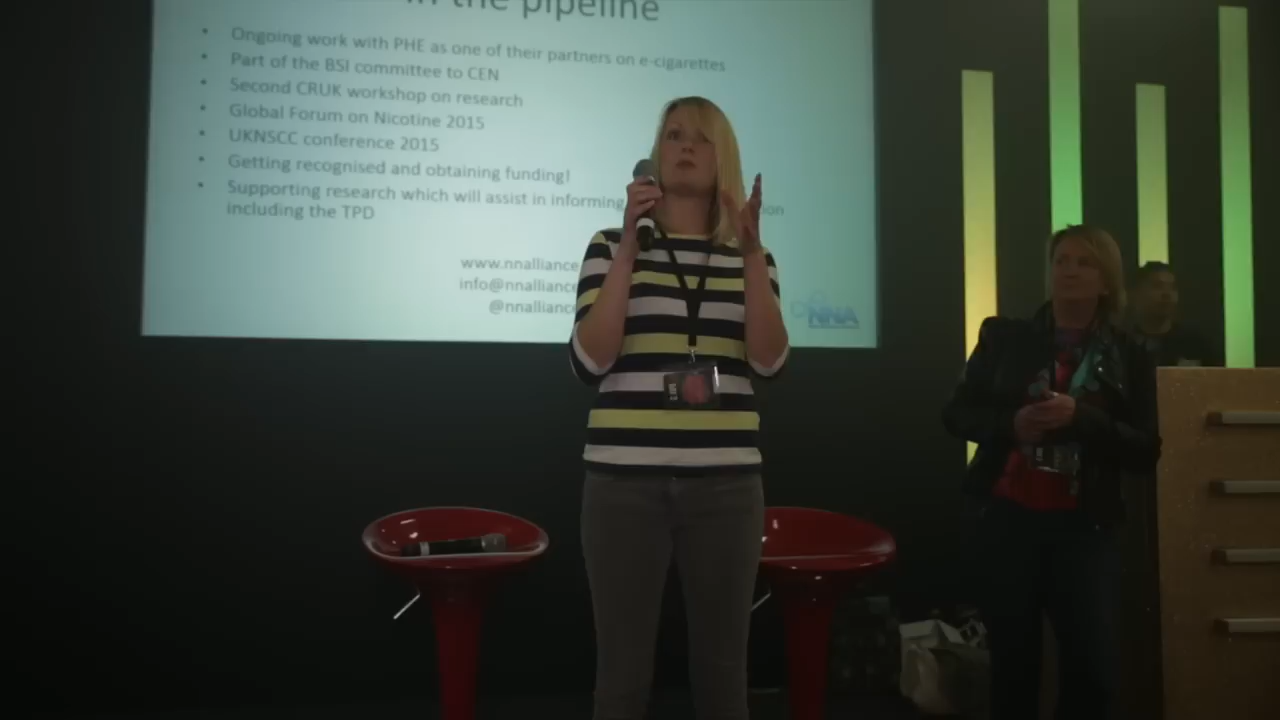 in the pipeline
• Ongoing work with PHE as one of their partners on e-cigarettes
• Part of the BSI committee to CEN
• Second CRUK workshop on research
• Global Forum on Nicotine 2015
• UKNSCC conference 2015
• Getting recognised and obtaining funding!
• Supporting research which will assist in informing
including the TPD
www.nnalliance
info@nnalliance
@nnalliance
NNA